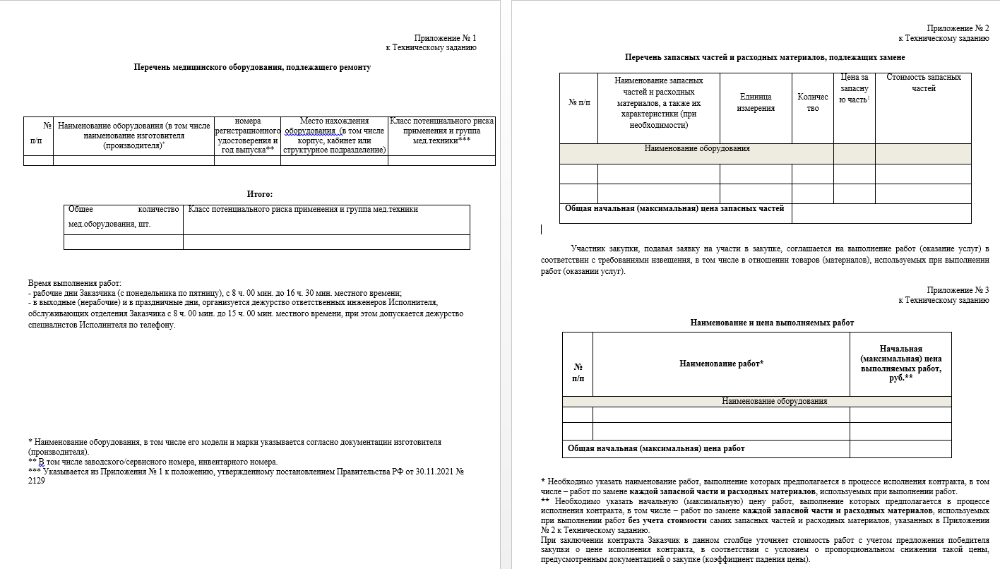 Приложение № 1
к Техническому заданию
Перечень медицинского оборудования, подлежащего ремонту
№
п/п
Наименование оборудования (в том числе
наименование изготовителя
(производителя)*
номера
регистрационного
удостоверения и
год выпуска**
Место нахождения
оборудования (в том числе
корпус, кабинет или
структурное подразделение)
Класс потенциального риска
применения и группа
мед.техники***
Итого:
Общее количество
мед.оборудования, шт.
Класс потенциального риска применения и группа мед.техники
Время выполнения работ:
- рабочие дни Заказчика (с понедельника по пятницу), с 8 ч. 00 мин. до 16 ч. 30 мин. местного времени;
- в выходные (нерабочие) и в праздничные дни, организуется дежурство ответственных инженеров Исполнителя,
обслуживающих отделения Заказчика с 8 ч. 00 мин. до 15 ч. 00 мин. местного времени, при этом допускается дежурство
специалистов Исполнителя по телефону.
* Наименование оборудования, в том числе его модели и марки указывается согласно документации изготовителя
(производителя).
** В том числе заводского/сервисного номера, инвентарного номера.
*** Указывается из Приложения № 1 к положению, утвержденному постановлением Правительства РФ от 30.11.2021 №
2129
Приложение № 2
к Техническому заданию
Перечень запасных частей и расходных материалов, подлежащих замене
№ п/п
Наименование запасных
частей и расходных
материалов, а также их
характеристики (при
необходимости)
Единица
измерения
Количес
тво
Цена за
запасну
ю часть1
Стоимость запасных
частей
Наименование оборудования
Общая начальная (максимальная) цена запасных частей
Участник закупки, подавая заявку на участи в закупке, соглашается на выполнение работ (оказание услуг) в
соответствии с требованиями извещения, в том числе в отношении товаров (материалов), используемых при выполнении
работ (оказании услуг).
Приложение № 3
к Техническому заданию
Наименование и цена выполняемых работ
№
п/п
Наименование работ*
Начальная
(максимальная) цена
выполняемых работ,
руб.**
Наименование оборудования
Общая начальная (максимальная) цена работ
* Необходимо указать наименование работ, выполнение которых предполагается в процессе исполнения контракта, в том
числе – работ по замене каждой запасной части и расходных материалов, используемых при выполнении работ.
** Необходимо указать начальную (максимальную) цену работ, выполнение которых предполагается в процессе
исполнения контракта, в том числе – работ по замене каждой запасной части и расходных материалов, используемых
при выполнении работ без учета стоимости самих запасных частей и расходных материалов, указанных в Приложении
№ 2 к Техническому заданию.
При заключении контракта Заказчик в данном столбце уточняет стоимость работ с учетом предложения победителя
закупки о цене исполнения контракта, в соответствии с условием о пропорциональном снижении такой цены,
предусмотренным документацией о закупке (коэффициент падения цены).